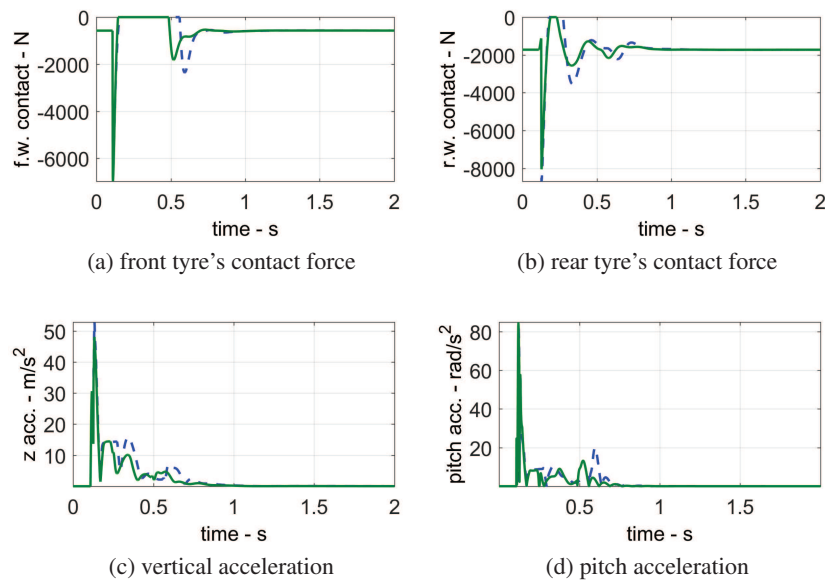 f.w. contact - N
0
-2000
-4000
-6000
0 0.5 1 1.5 2
time - s
(a) front tyre's contact force
r.w. contact - N
0
-2000
-4000
-6000
-8000
0 0.5 1 1.5 2
time - s
(b) rear tyre's contact force
z acc. - m/s²
50
40
30
20
10
0 0.5 1 1.5 2
time - s
(c) vertical acceleration
pitch acc. - rad/s²
80
60
40
20
0.5 1 1.5 2
time - s
(d) pitch acceleration